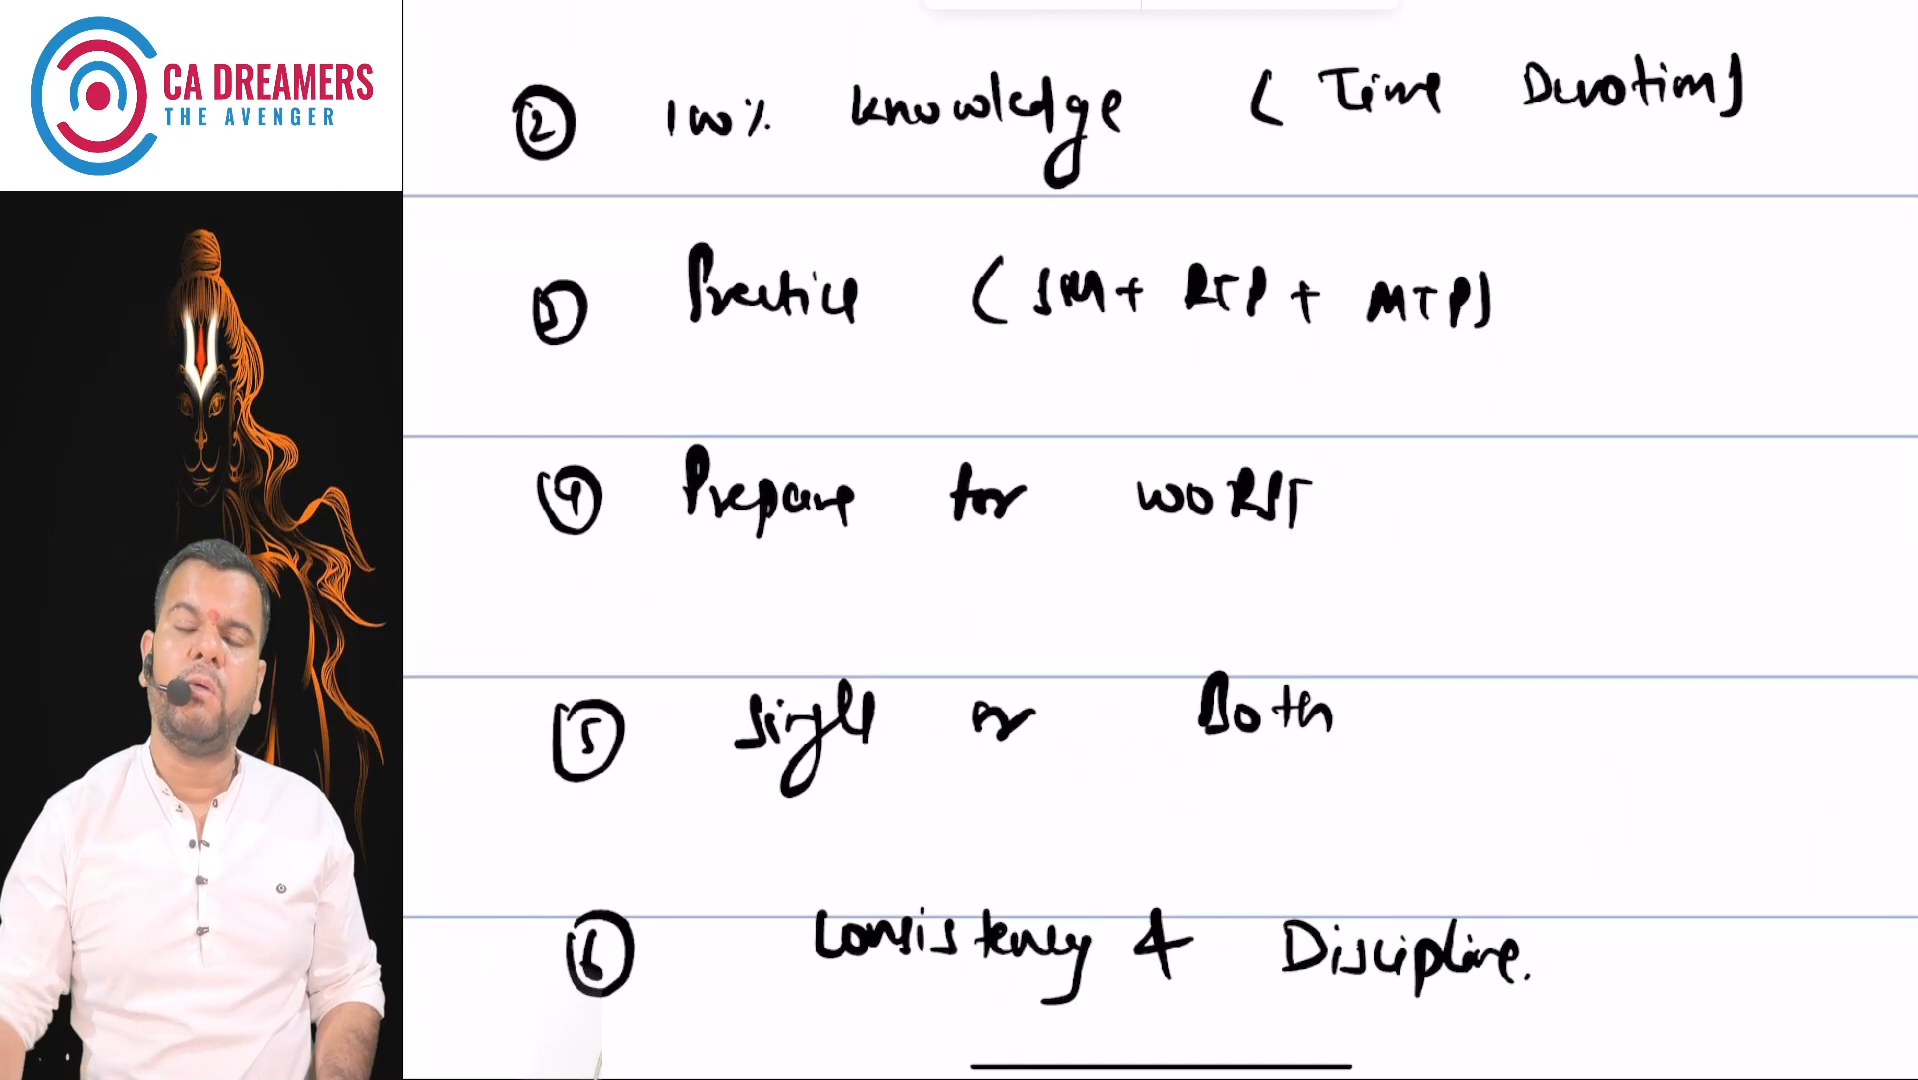 CA DREAMERS
THE AVENGER
② 100% knowledge ( Time Duration)
③ Practice ( SM + RTP + MTP)
④ Prepare for WORST
⑤ Single or Both
⑥ Consistency & Discipline.